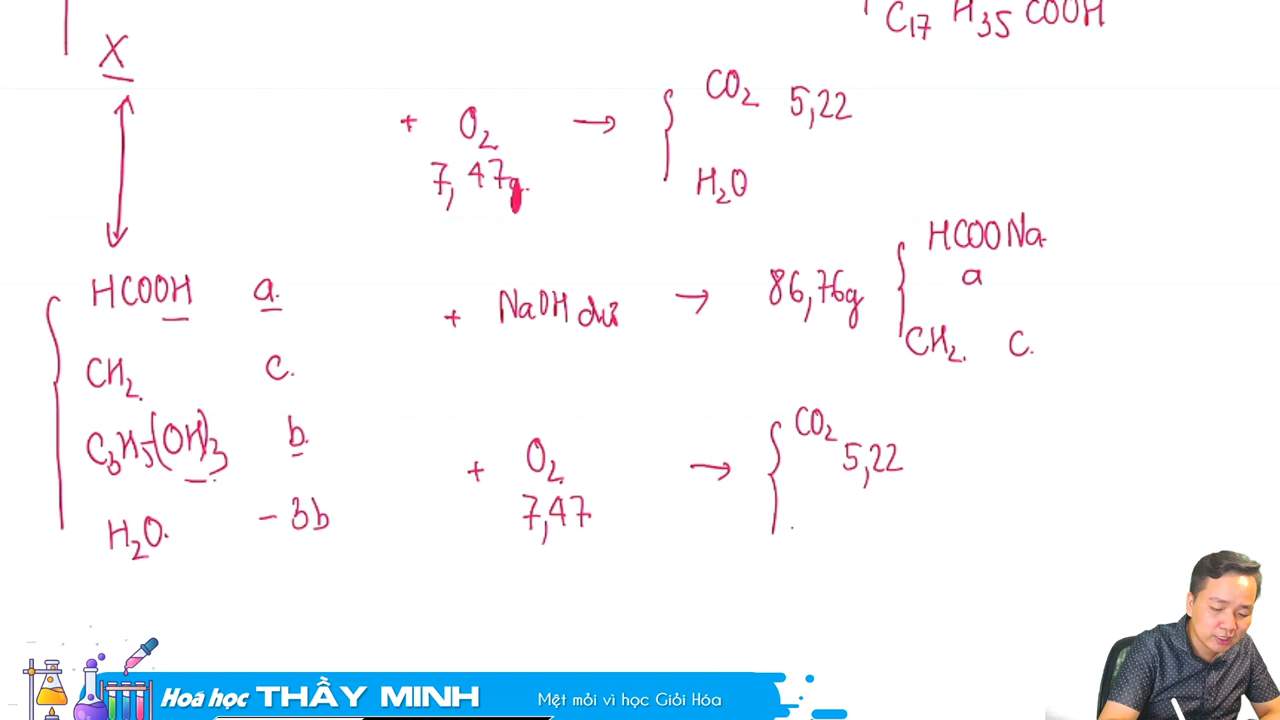 C17 H35 COOH
X
+ O2 → { CO2 5,22
7,47g. H2O
HCOOH a. + NaOH dư → 86,76g { HCOONa
a
CH2. c. CH2. c.
C3H5(OH)3 b. + O2 → { CO2
7,47 5,22
H2O. -3b
Hoá học THẦY MINH
Mệt mỏi vì học Giỏi Hóa